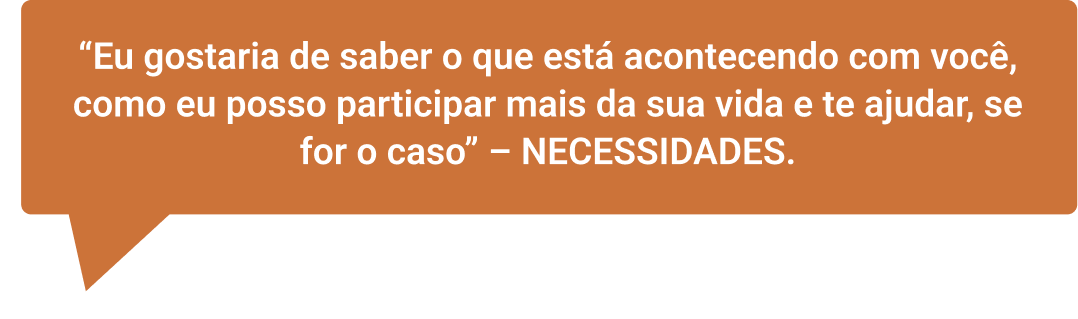 “Eu gostaria de saber o que está acontecendo com você,
como eu posso participar mais da sua vida e te ajudar, se
for o caso” – NECESSIDADES.